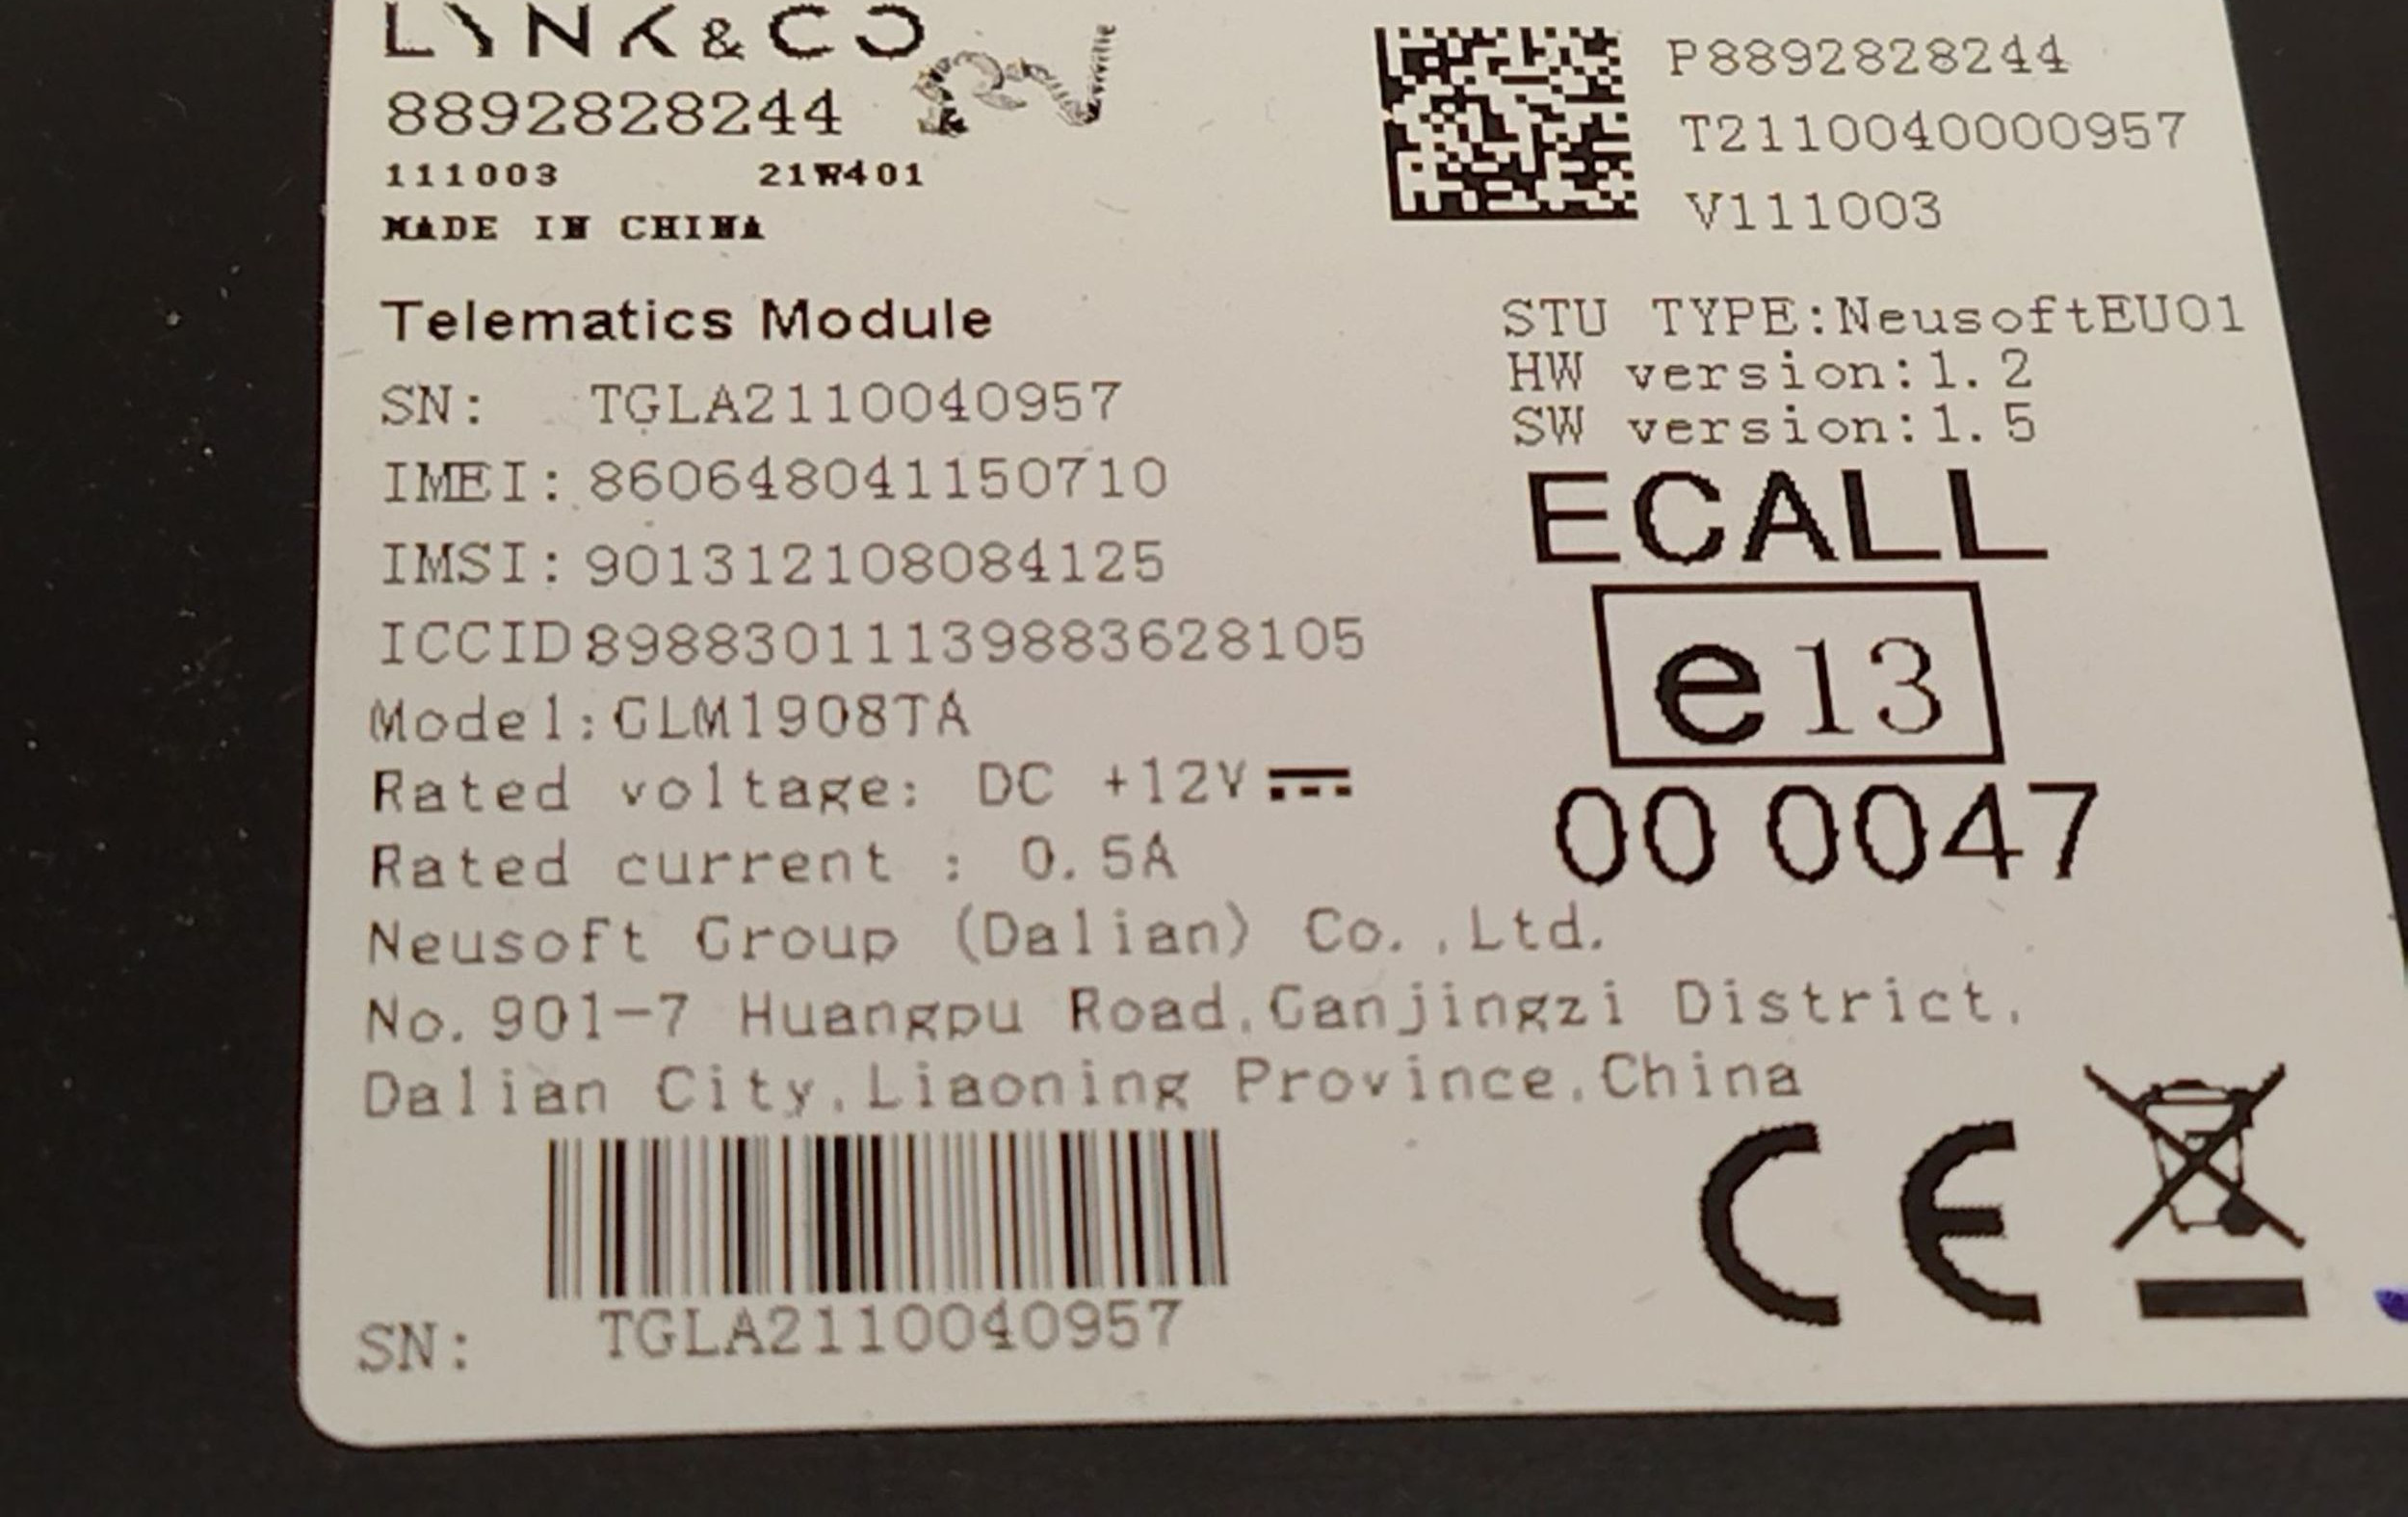 LYNK&CO
8892828244
111003 21W401
MADE IN CHINA
P8892828244
T2110040000957
V111003
Telematics Module
SN: TGLA2110040957
IMEI: 860648041150710
IMSI: 901312108084125
ICCID 89883011139883628105
Model:GLM1908TA
Rated voltage: DC +12V
Rated current : 0.5A
STU TYPE:NeusoftEU01
HW version:1.2
SW version:1.5
ECALL
e13
00 0047
Neusoft Group (Dalian) Co.,Ltd.
No.901-7 Huangpu Road,Ganjingzi District,
Dalian City,Liaoning Province,China
SN: TGLA2110040957
CE